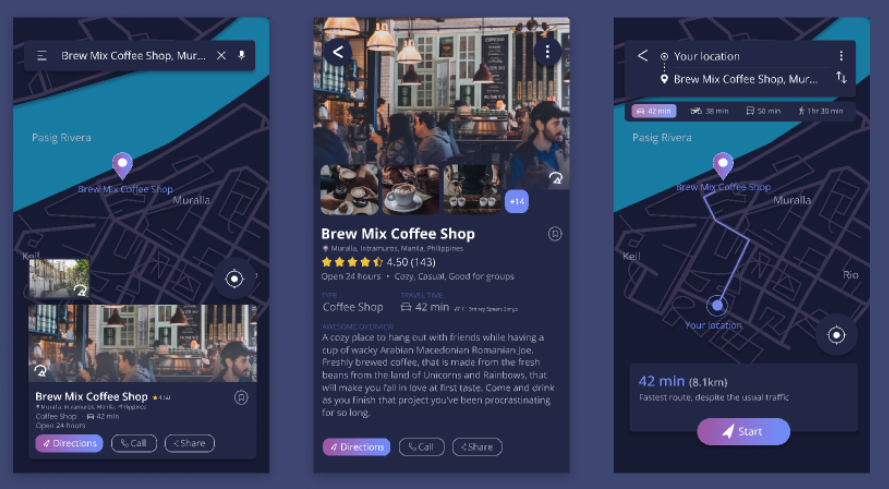 Brew Mix Coffee Shop, Mur...
Pasig Rivera
Brew Mix Coffee Shop
Muralla
Keil
Brew Mix Coffee Shop
4.50
Muralla, Intramuros, Manila, Philippines
Coffee Shop · 42 min
Open 24 hours
Directions
Call
Share
+14
Brew Mix Coffee Shop
Muralla, Intramuros, Manila, Philippines
4.50 (143)
Open 24 hours • Cozy, Casual, Good for groups
TYPE
TRAVEL TIME
Coffee Shop
42 min
11 Britney Spears Songs
AWESOME OVERVIEW
A cozy place to hang out with friends while having a
cup of wacky Arabian Macedonian Romanian Joe.
Freshly brewed coffee, that is made from the fresh
beans from the land of Unicorns and Rainbows, that
will make you fall in love at first taste. Come and drink
as you finish that project you've been procrastinating
for so long.
Directions
Call
Share
Your location
Brew Mix Coffee Shop, Mur...
42 min
38 min
50 min
1hr 30 min
Pasig Rivera
Brew Mix Coffee Shop
Muralla
Keil
Rio
Your location
42 min (8.1km)
Fastest route, despite the usual traffic
Start